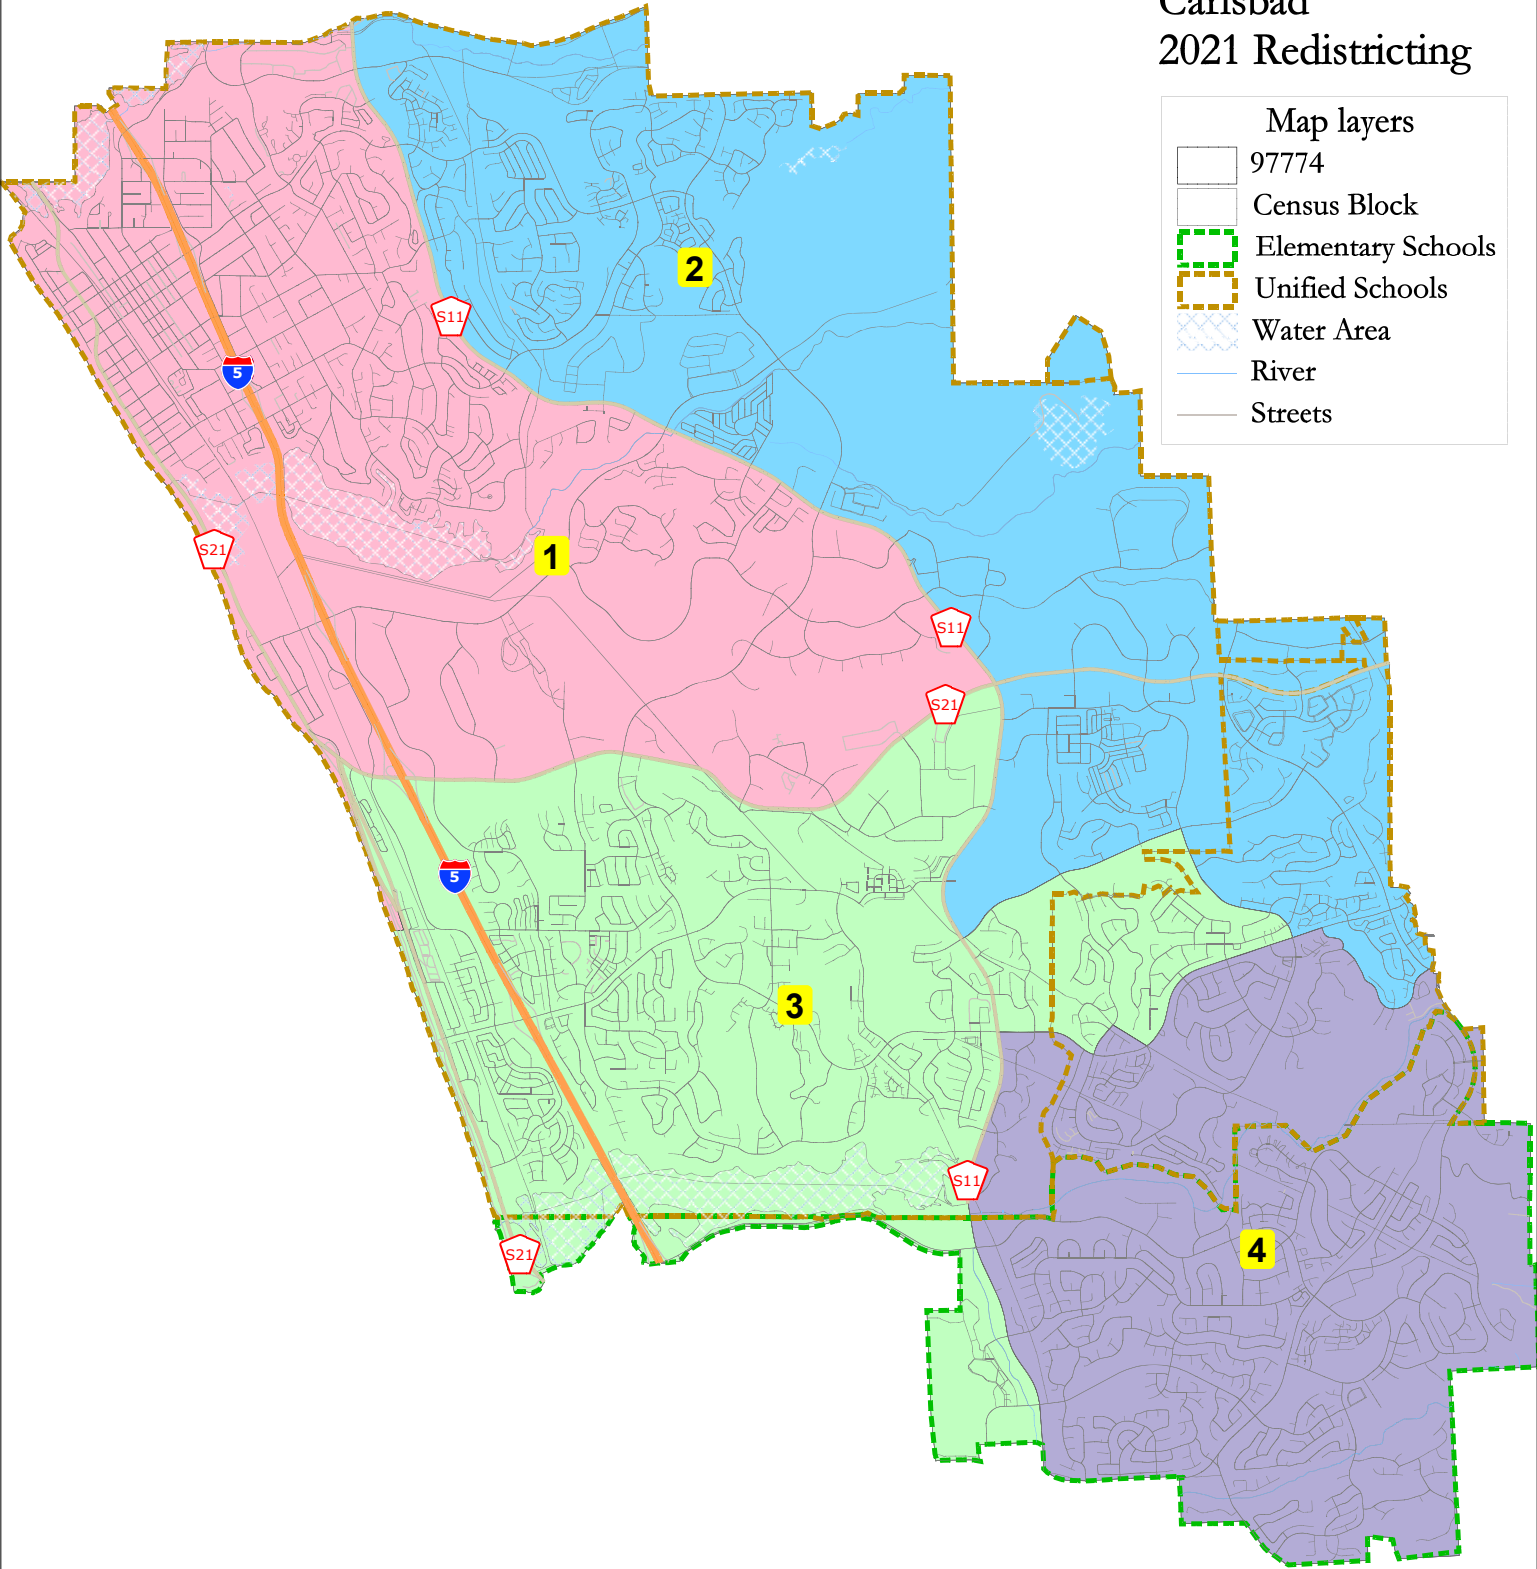 Carlsbad
2021 Redistricting
Map layers
97774
Census Block
Elementary Schools
Unified Schools
Water Area
River
Streets
2
S11
5
S21
1
S11
S21
5
3
S11
4
S21